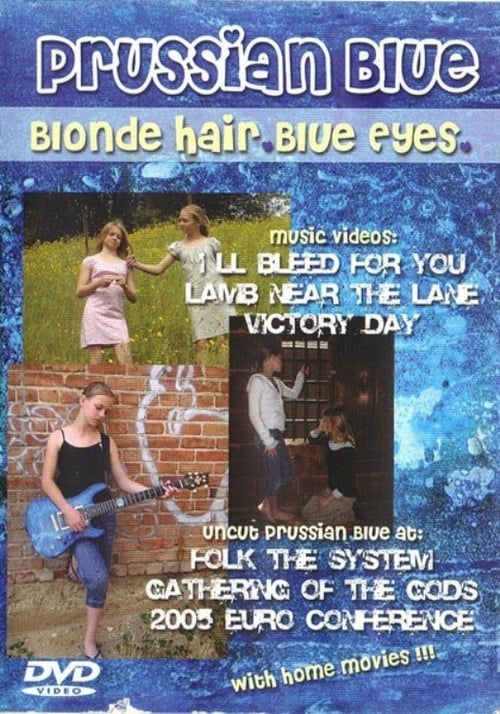 Prussian Blue
Blonde hair. Blue eyes.
music videos:
I'LL BLEED FOR YOU
LAMB NEAR THE LANE
VICTORY DAY
uncut Prussian Blue at:
FOLK THE SYSTEM
GATHERING OF THE GODS
2005 EURO CONFERENCE
with home movies !!!
DVD
VIDEO